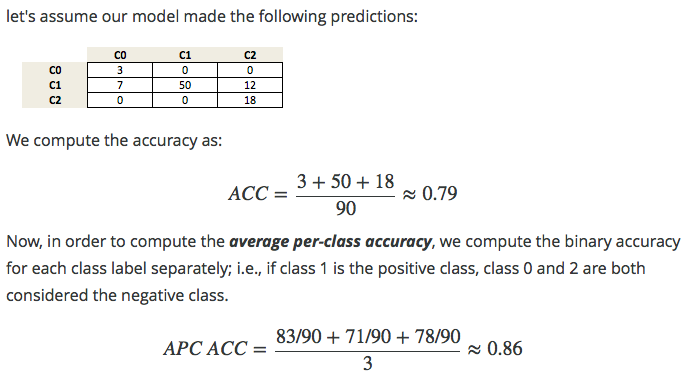 let's assume our model made the following predictions:
C0 C1 C2
C0 3 0 0
C1 7 50 12
C2 0 0 18
We compute the accuracy as:
ACC = (3 + 50 + 18) / 90 ≈ 0.79
Now, in order to compute the average per-class accuracy, we compute the binary accuracy
for each class label separately; i.e., if class 1 is the positive class, class 0 and 2 are both
considered the negative class.
APC ACC = (83/90 + 71/90 + 78/90) / 3 ≈ 0.86